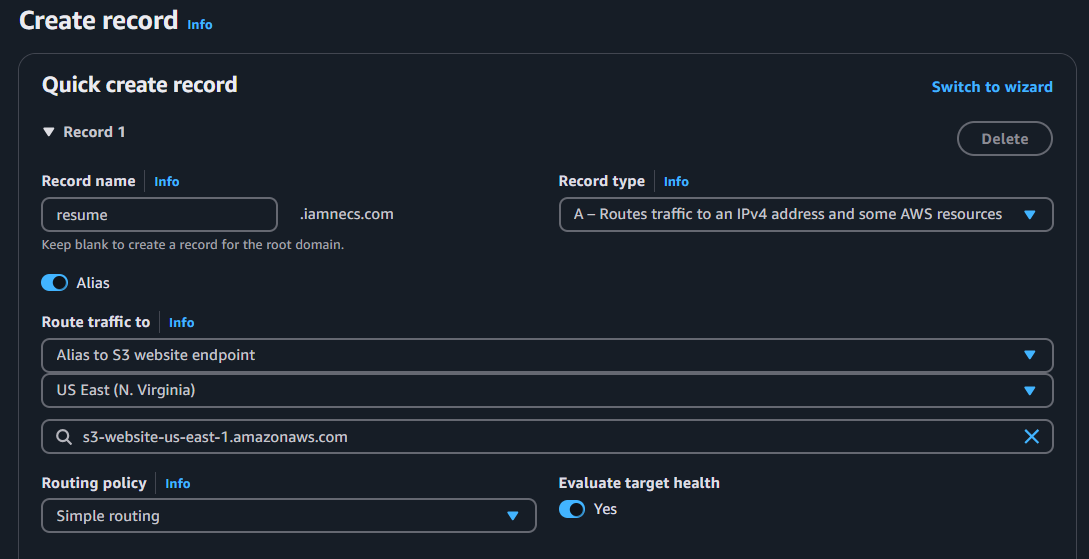 Create record Info
Quick create record
Switch to wizard
Record 1
Delete
Record name Info
Record type Info
resume
.iamnecs.com
A – Routes traffic to an IPv4 address and some AWS resources
Keep blank to create a record for the root domain.
Alias
Route traffic to Info
Alias to S3 website endpoint
US East (N. Virginia)
s3-website-us-east-1.amazonaws.com
Routing policy Info
Evaluate target health
Simple routing
Yes